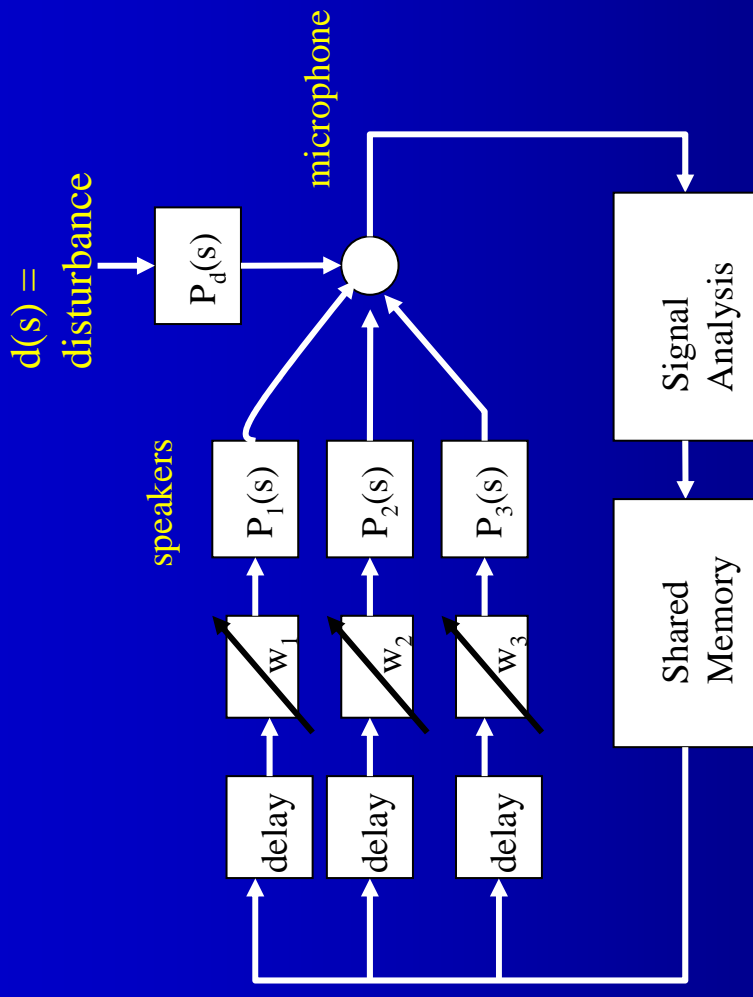 d(s) =
disturbance
P_d(s)
microphone
speakers
delay
w_1
P_1(s)
delay
w_2
P_2(s)
delay
w_3
P_3(s)
Shared
Memory
Signal
Analysis